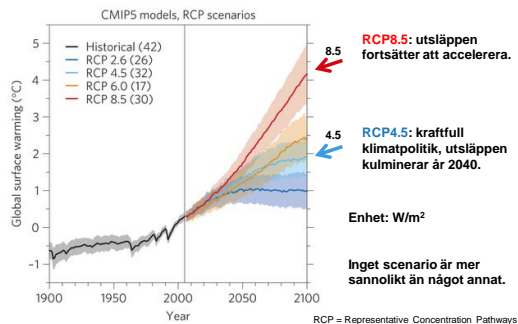 CMIP5 models, RCP scenarios
Global surface warming (°C)
5
4
3
2
1
0
−1
Historical (42)
RCP 2.6 (26)
RCP 4.5 (32)
RCP 6.0 (17)
RCP 8.5 (30)
1900
1950
2000
2050
2100
Year
8.5
4.5
RCP8.5: utsläppen
fortsätter att accelerera.
RCP4.5: kraftfull
klimatpolitik, utsläppen
kulminerar år 2040.
Enhet: W/m²
Inget scenario är mer
sannolikt än något annat.
RCP = Representative Concentration Pathways